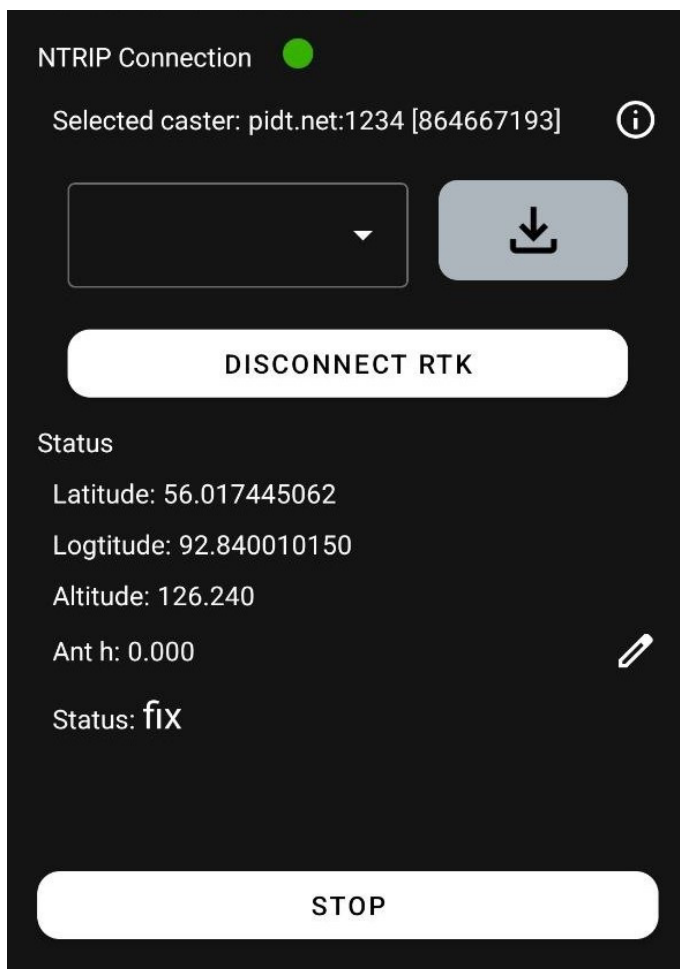 NTRIP Connection
Selected caster: pidt.net:1234 [864667193]
DISCONNECT RTK
Status
Latitude: 56.017445062
Logtitude: 92.840010150
Altitude: 126.240
Ant h: 0.000
Status: fix
STOP